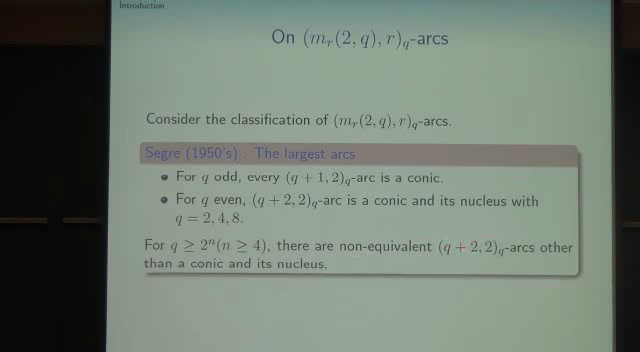 Introduction
On (m_r(2, q), r)_q-arcs
Consider the classification of (m_r(2, q), r)_q-arcs.
Segre (1950's) : The largest arcs
• For q odd, every (q + 1, 2)_q-arc is a conic.
• For q even, (q + 2, 2)_q-arc is a conic and its nucleus with
q = 2, 4, 8.
For q ≥ 2^n(n ≥ 4), there are non-equivalent (q + 2, 2)_q-arcs other
than a conic and its nucleus.